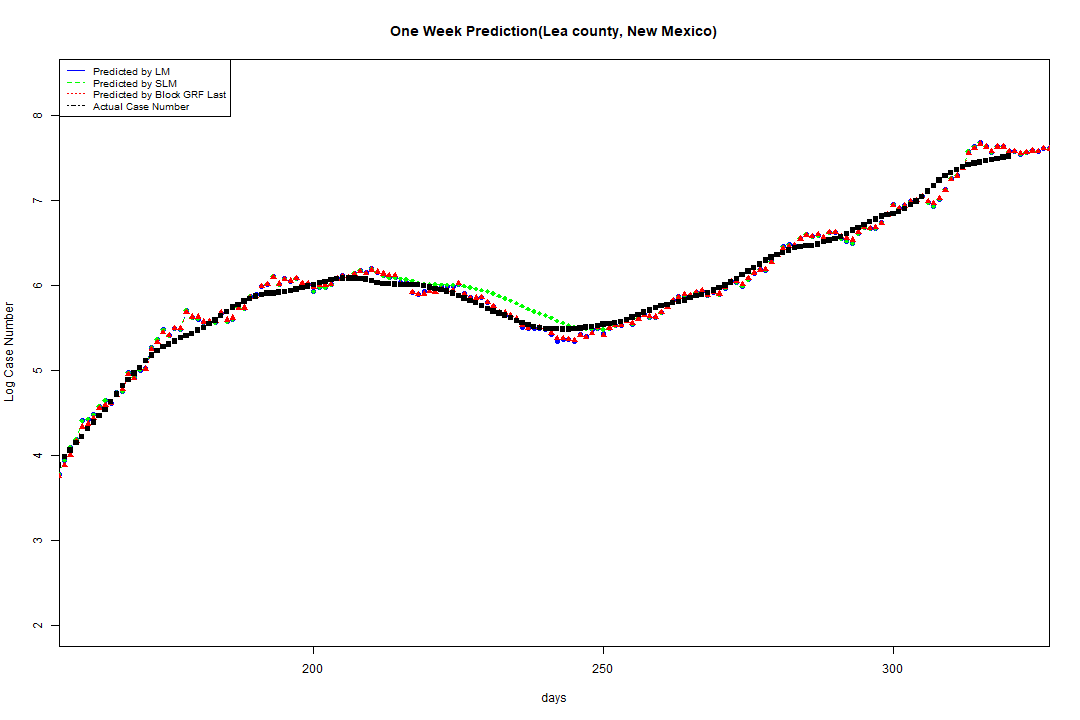 One Week Prediction(Lea county, New Mexico)
Predicted by LM
Predicted by SLM
Predicted by Block GRF Last
Actual Case Number
8
7
6
5
4
3
2
Log Case Number
200
250
300
days